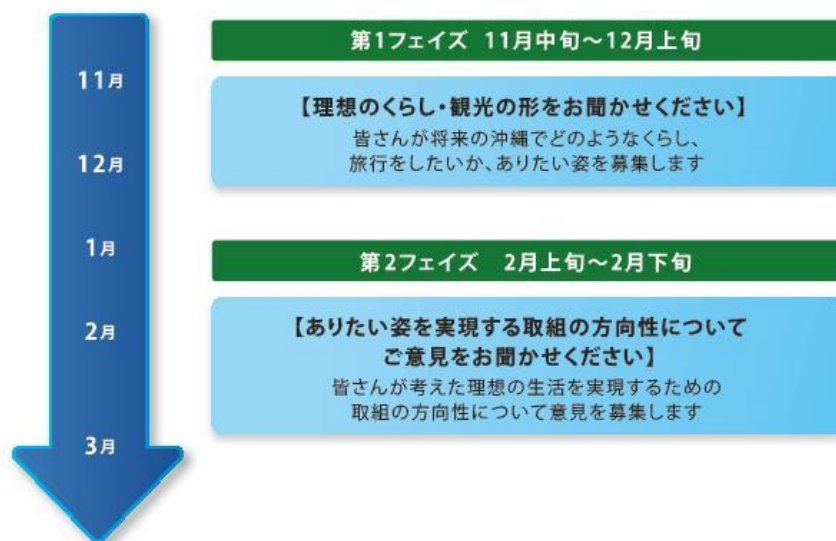 11月
12月
1月
2月
3月
第1フェイズ 11月中旬～12月上旬
【理想のくらし・観光の形をお聞かせください】
皆さんが将来の沖縄でどのようなくらし、
旅行をしたいか、ありたい姿を募集します
第2フェイズ 2月上旬～2月下旬
【ありたい姿を実現する取組の方向性について
ご意見をお聞かせください】
皆さんが考えた理想の生活を実現するための
取組の方向性について意見を募集します